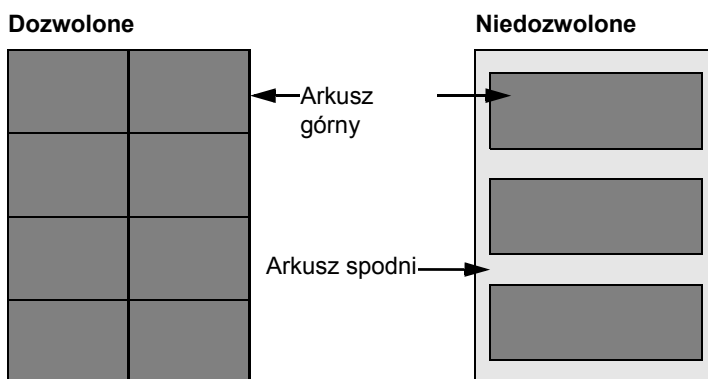 Dozwolone
Niedozwolone
Arkusz
górny
Arkusz spodni